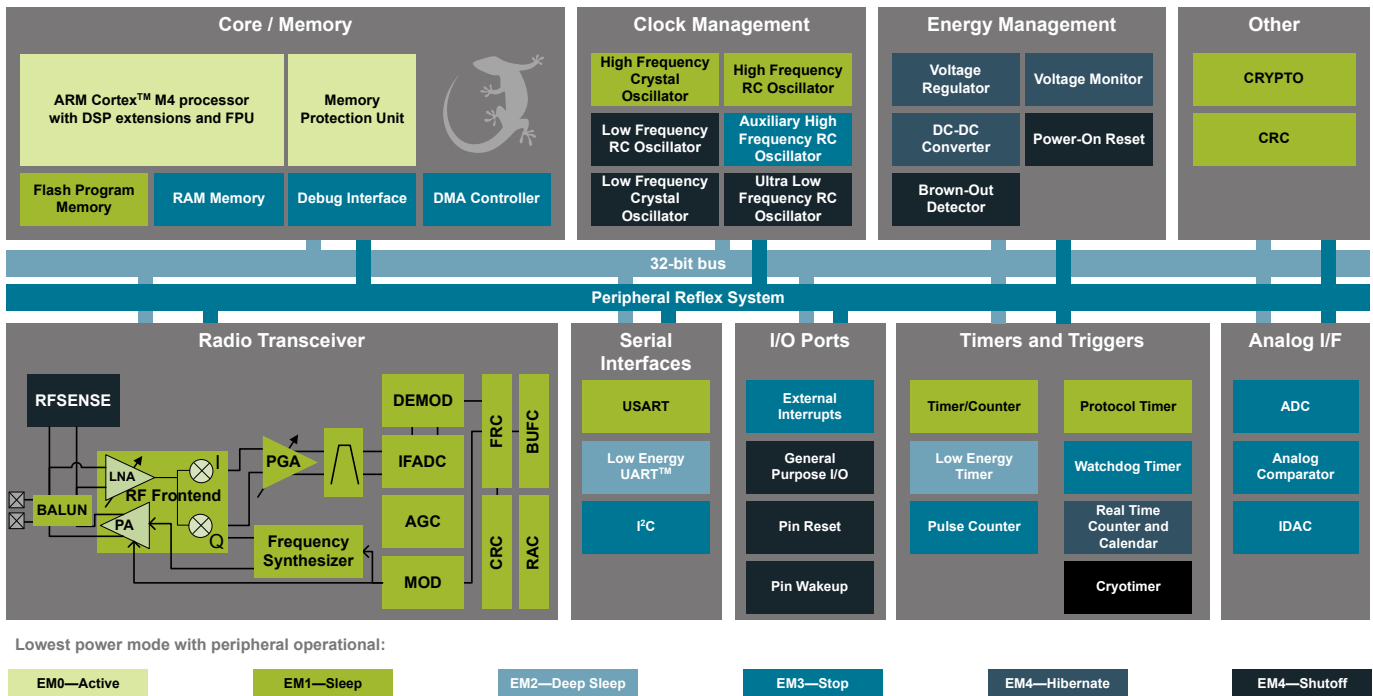 Core / Memory
ARM Cortex™ M4 processor
with DSP extensions and FPU
Memory
Protection Unit
Flash Program
Memory
RAM Memory
Debug Interface
DMA Controller
Clock Management
High Frequency
Crystal
Oscillator
High Frequency
RC Oscillator
Low Frequency
RC Oscillator
Auxiliary High
Frequency RC
Oscillator
Low Frequency
Crystal
Oscillator
Ultra Low
Frequency RC
Oscillator
Energy Management
Voltage
Regulator
Voltage Monitor
DC-DC
Converter
Power-On Reset
Brown-Out
Detector
Other
CRYPTO
CRC
32-bit bus
Peripheral Reflex System
Radio Transceiver
RFSENSE
LNA
RF Frontend
I
BALUN
PA
Q
PGA
Frequency
Synthesizer
DEMOD
IFADC
AGC
MOD
FRC
BUFC
CRC
RAC
Serial
Interfaces
USART
Low Energy
UART™
I²C
I/O Ports
External
Interrupts
General
Purpose I/O
Pin Reset
Pin Wakeup
Timers and Triggers
Timer/Counter
Protocol Timer
Low Energy
Timer
Watchdog Timer
Pulse Counter
Real Time
Counter and
Calendar
Cryotimer
Analog I/F
ADC
Analog
Comparator
IDAC
Lowest power mode with peripheral operational:
EM0—Active
EM1—Sleep
EM2—Deep Sleep
EM3—Stop
EM4—Hibernate
EM4—Shutoff